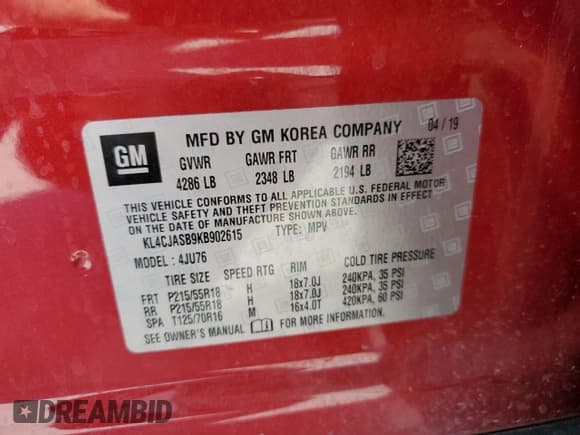 GM
MFD BY GM KOREA COMPANY 04 / 19
GVWR GAWR FRT GAWR RR
4286 LB 2348 LB 2194 LB
THIS VEHICLE CONFORMS TO ALL APPLICABLE U.S. FEDERAL MOTOR
VEHICLE SAFETY AND THEFT PREVENTION STANDARDS IN EFFECT
ON THE DATE OF MANUFACTURE SHOWN ABOVE.
KL4CJASB9KB902615 TYPE: MPV
MODEL : 4JU76
TIRE SIZE SPEED RTG RIM COLD TIRE PRESSURE
FRT P215/55R18 H 18x7.0J 240KPA, 35 PSI
RR P215/55R18 H 18x7.0J 240KPA, 35 PSI
SPA T125/70R16 M 16x4.0T 420KPA, 60 PSI
SEE OWNER'S MANUAL FOR MORE INFORMATION.
DREAMBID